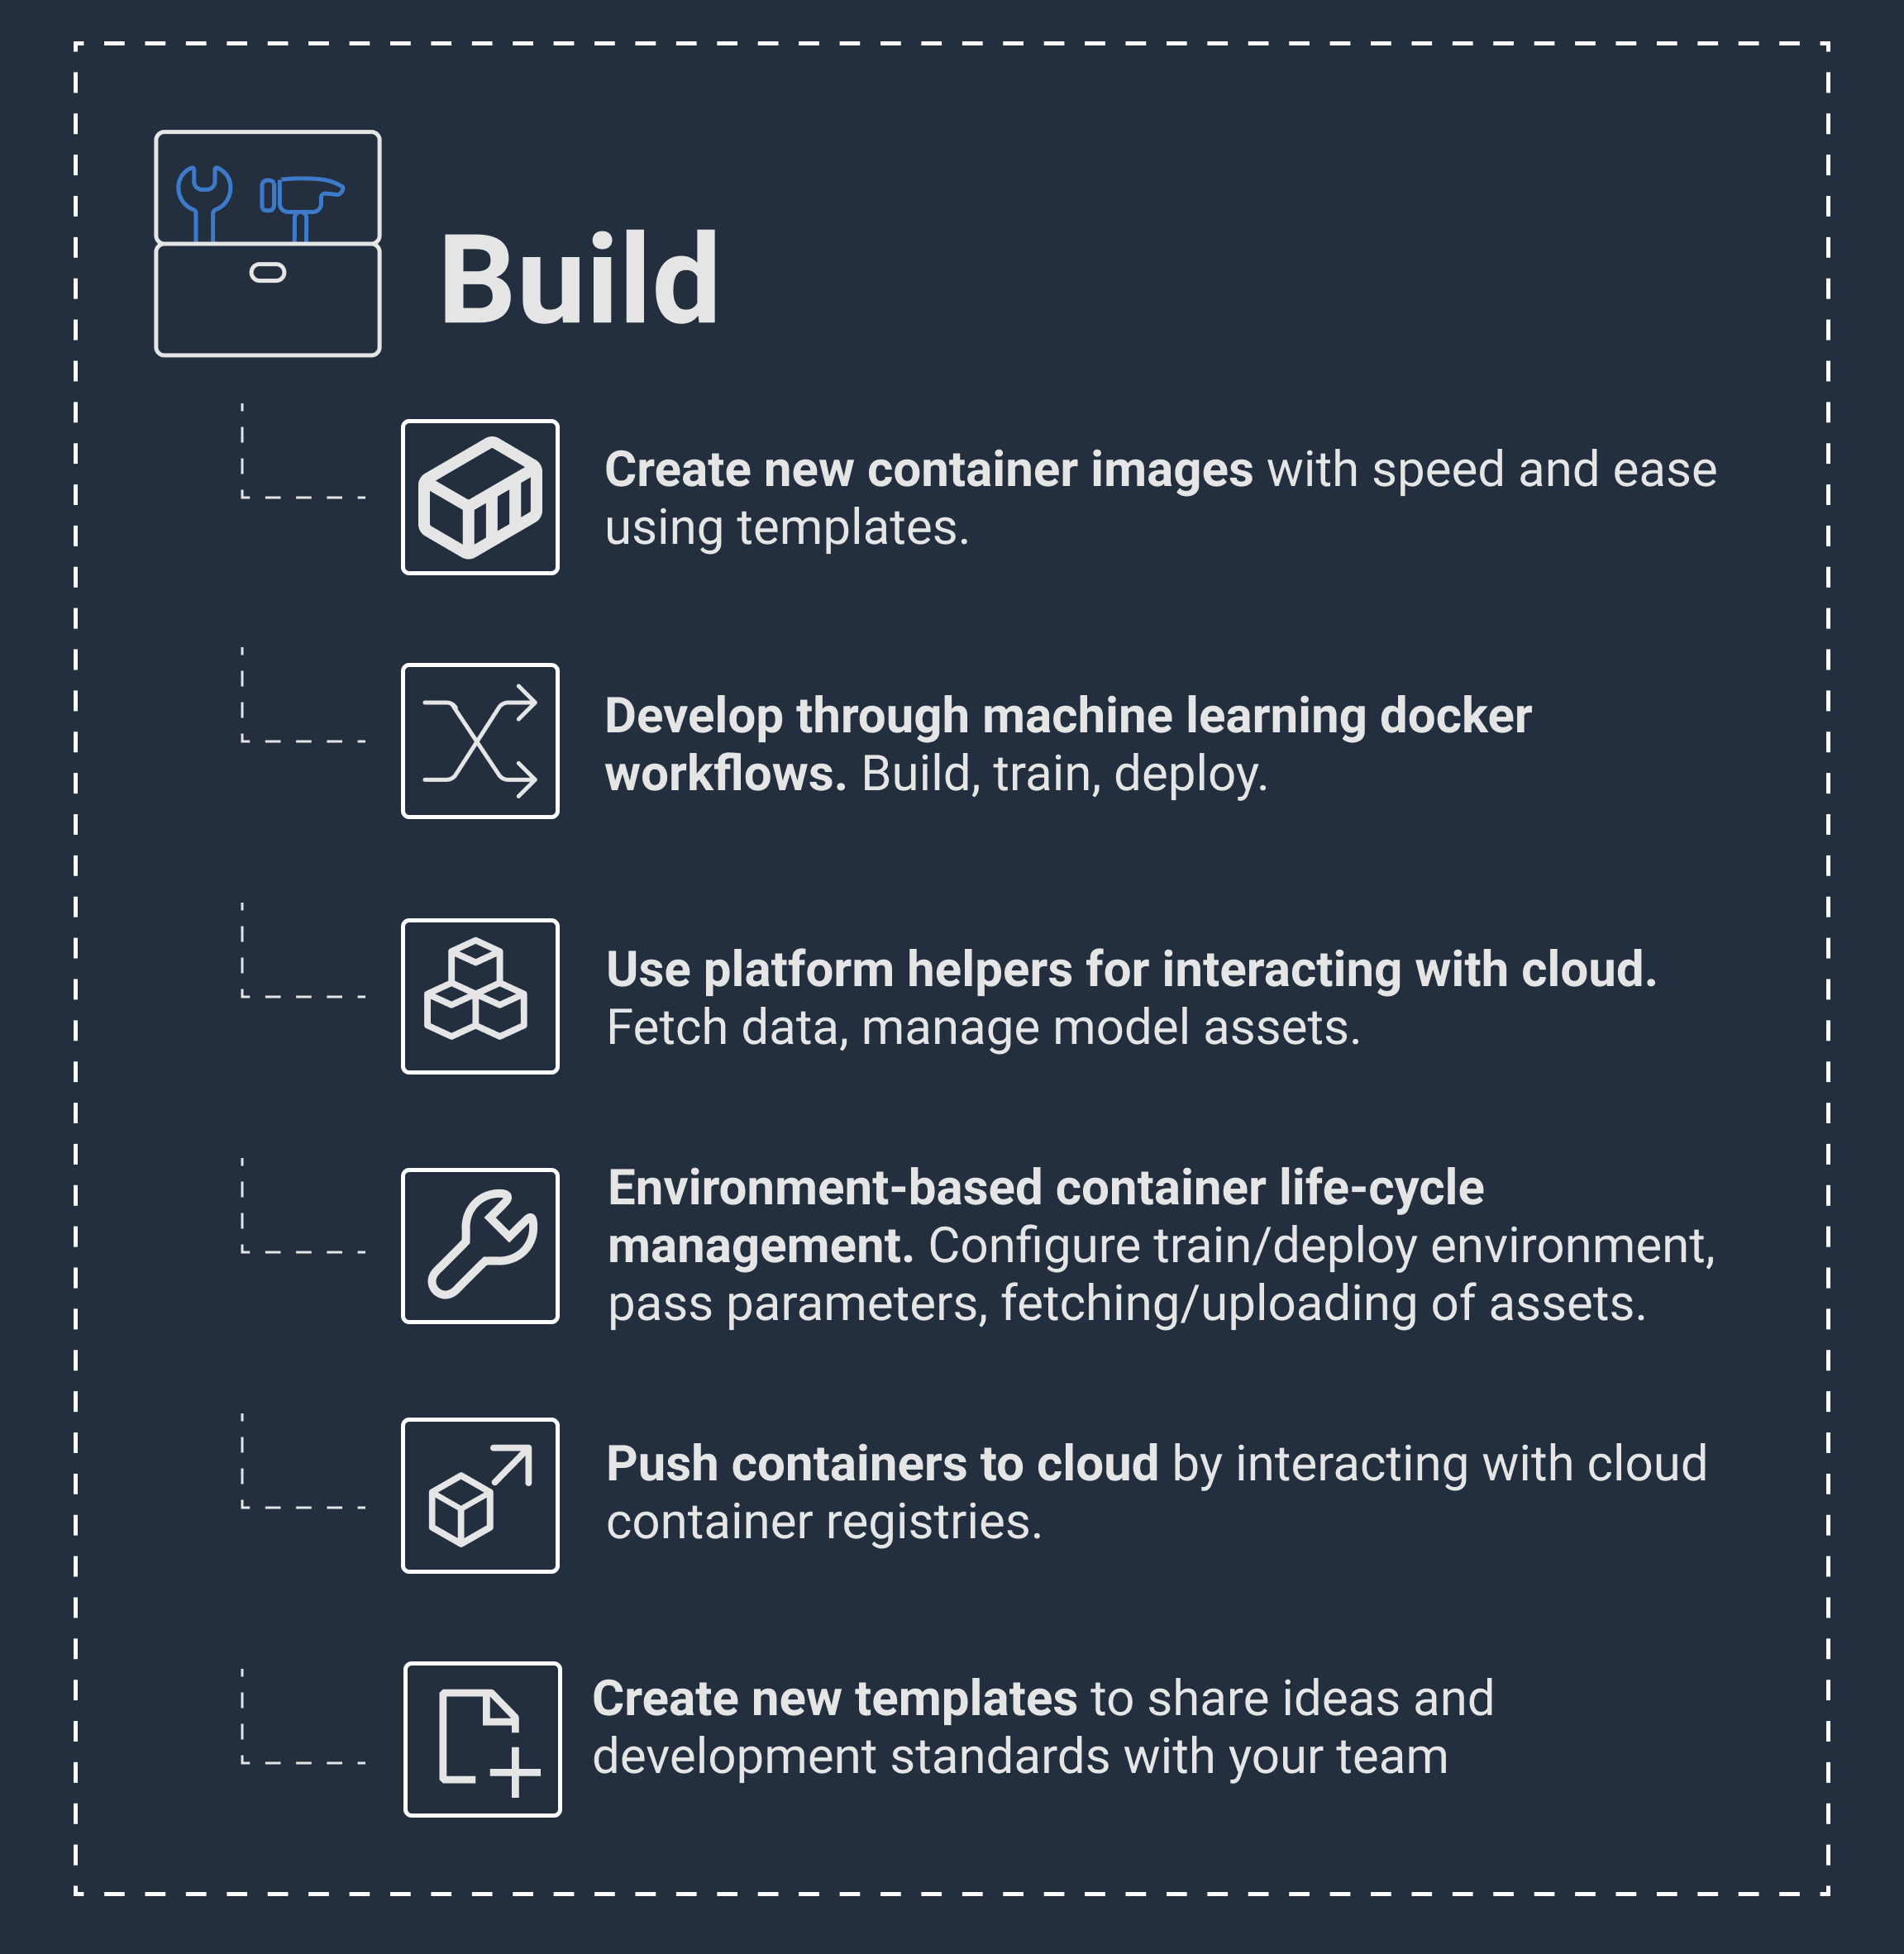 Build
Create new container images with speed and ease
using templates.
Develop through machine learning docker
workflows. Build, train, deploy.
Use platform helpers for interacting with cloud.
Fetch data, manage model assets.
Environment-based container life-cycle
management. Configure train/deploy environment,
pass parameters, fetching/uploading of assets.
Push containers to cloud by interacting with cloud
container registries.
Create new templates to share ideas and
development standards with your team